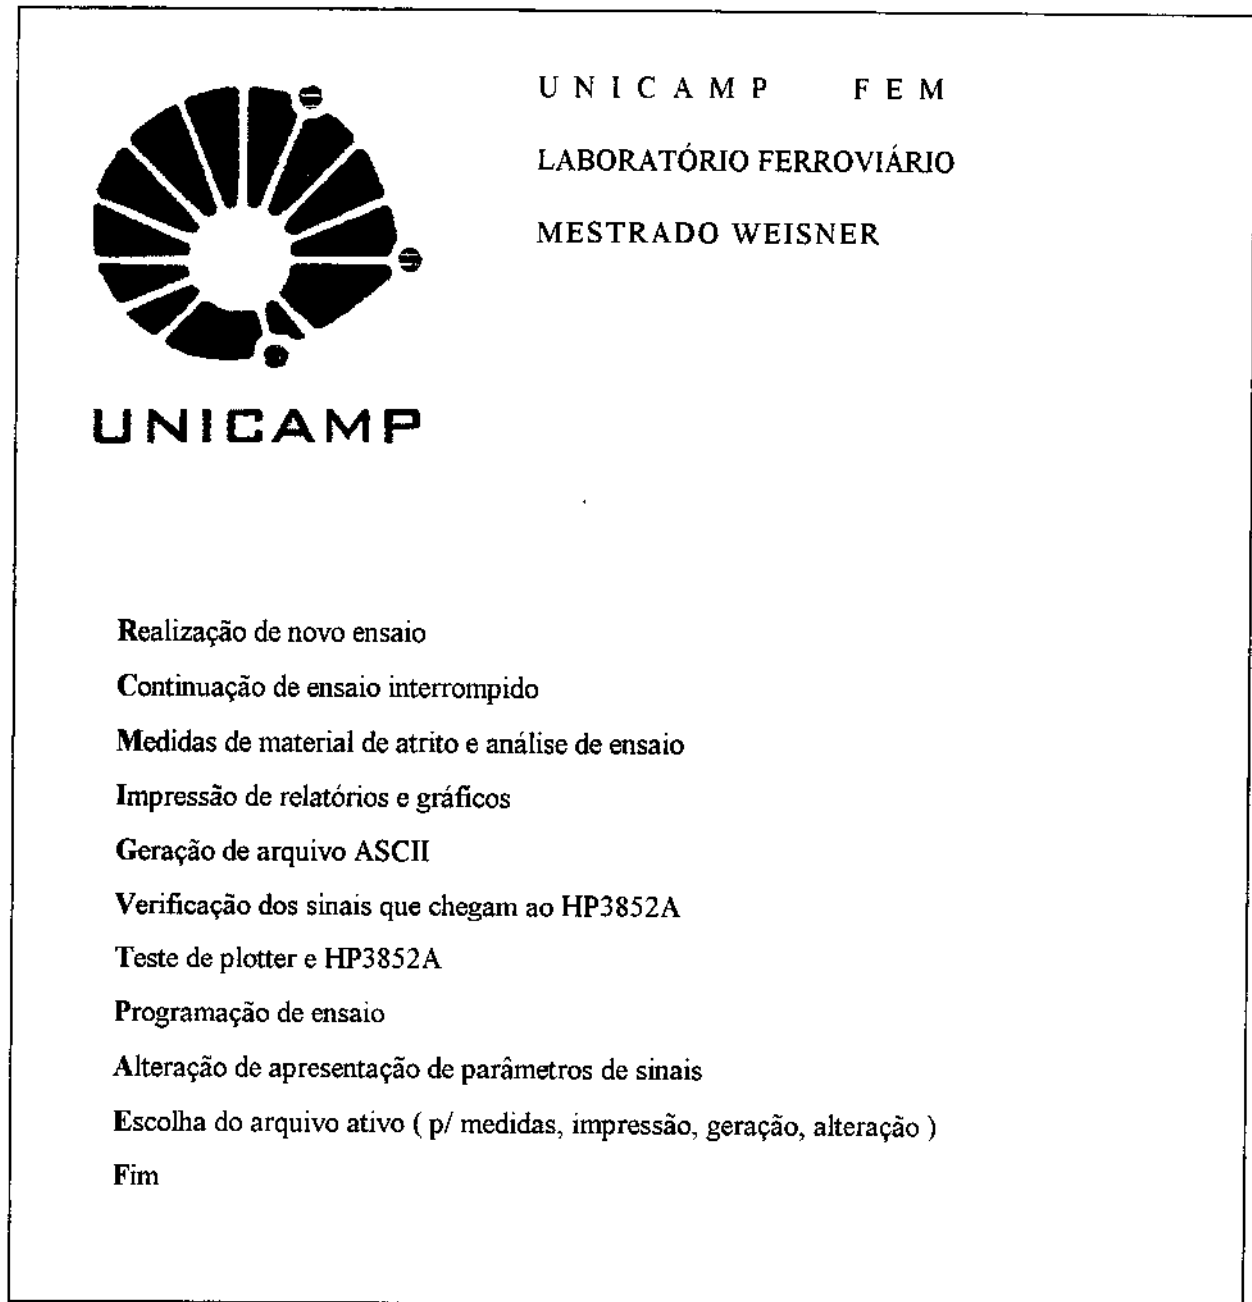 UNICAMP FEM
LABORATÓRIO FERROVIÁRIO
MESTRADO WEISNER
UNICAMP
Realização de novo ensaio
Continuação de ensaio interrompido
Medidas de material de atrito e análise de ensaio
Impressão de relatórios e gráficos
Geração de arquivo ASCII
Verificação dos sinais que chegam ao HP3852A
Teste de plotter e HP3852A
Programação de ensaio
Alteração de apresentação de parâmetros de sinais
Escolha do arquivo ativo ( p/ medidas, impressão, geração, alteração )
Fim